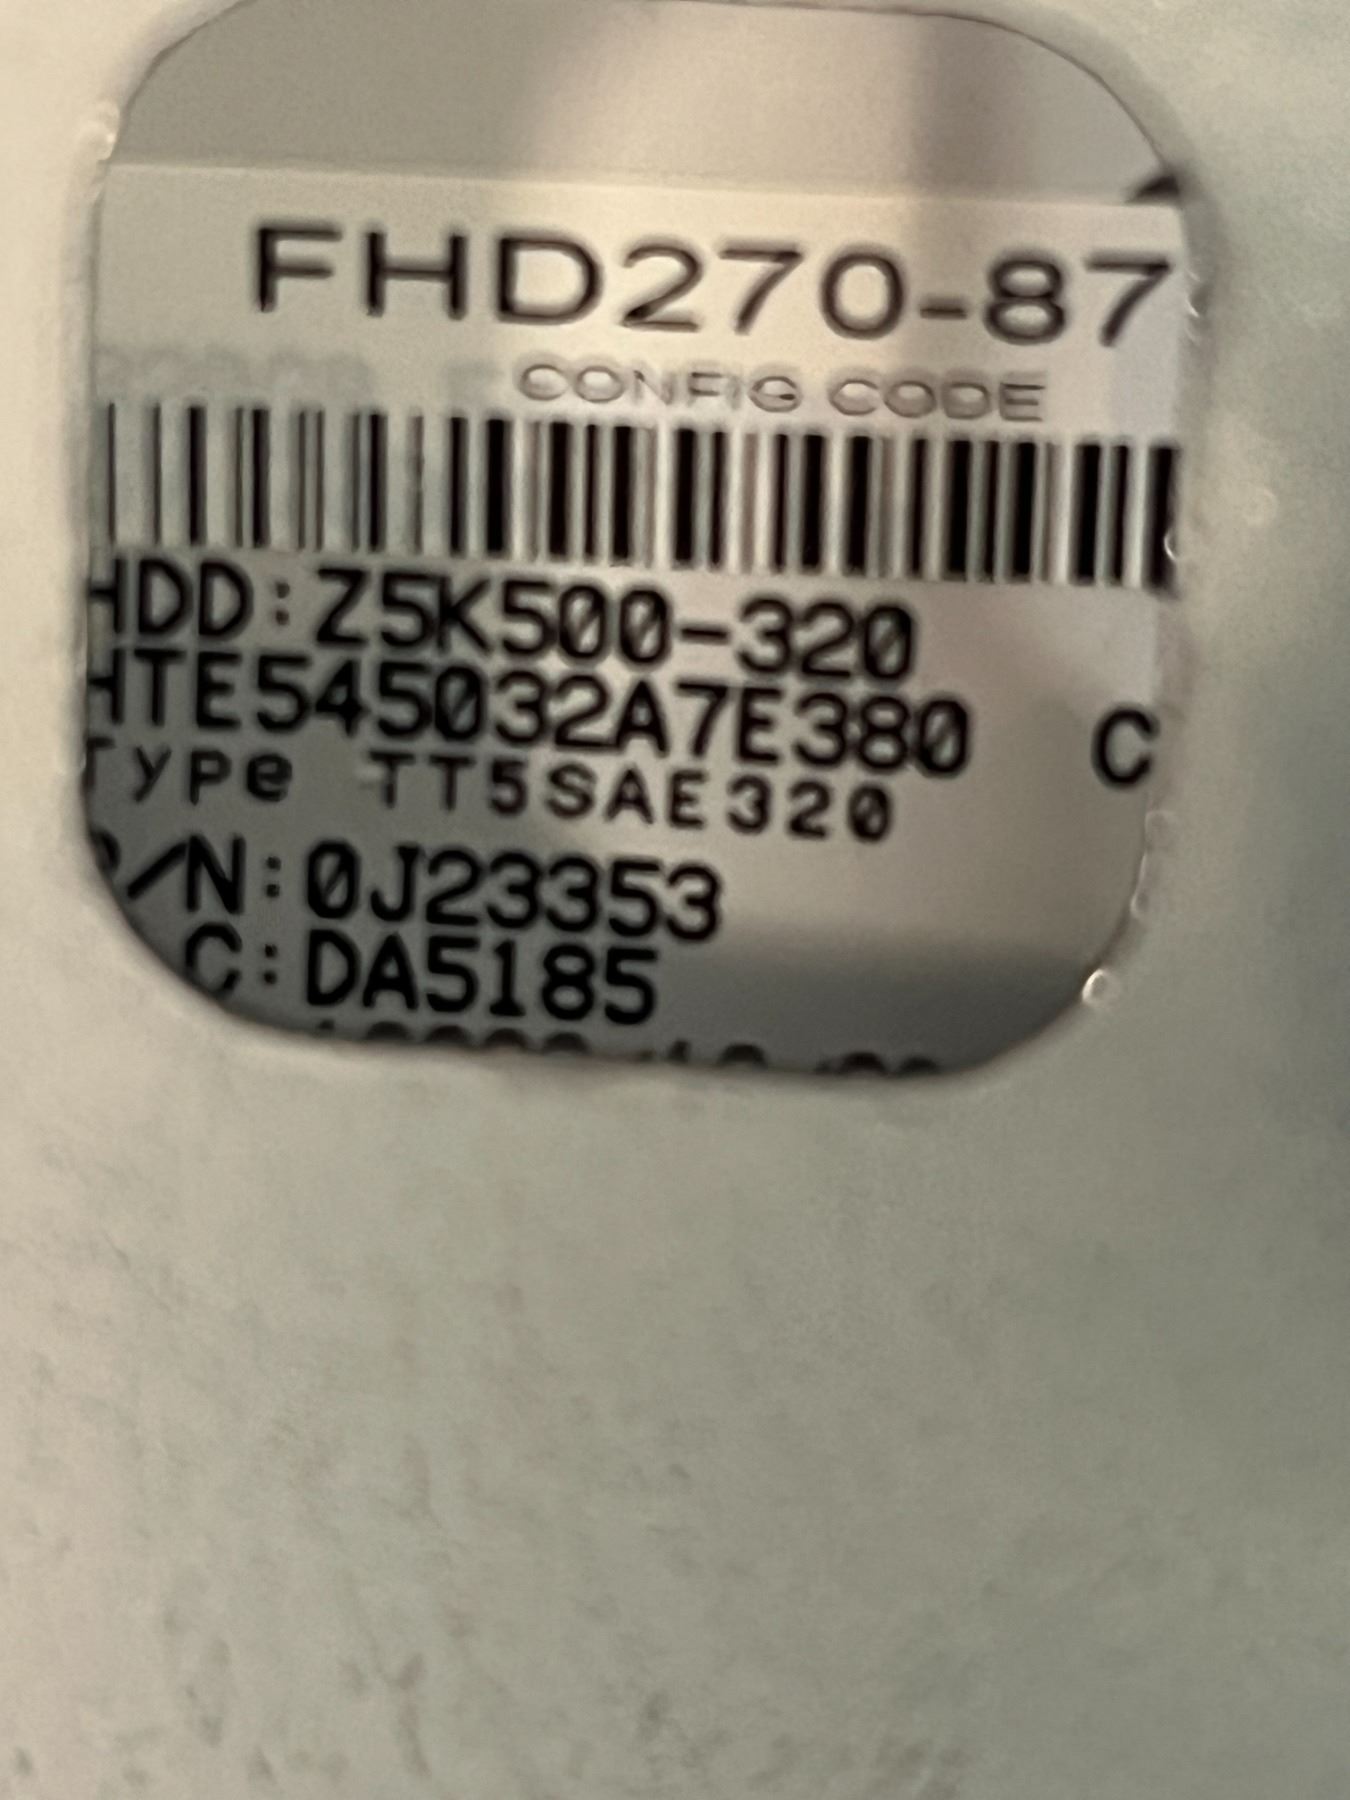 FHD270-87
CONFIG CODE
HDD:Z5K500-320
HTE545032A7E380 C
Type TT5SAE320
P/N:0J23353
C:DA5185